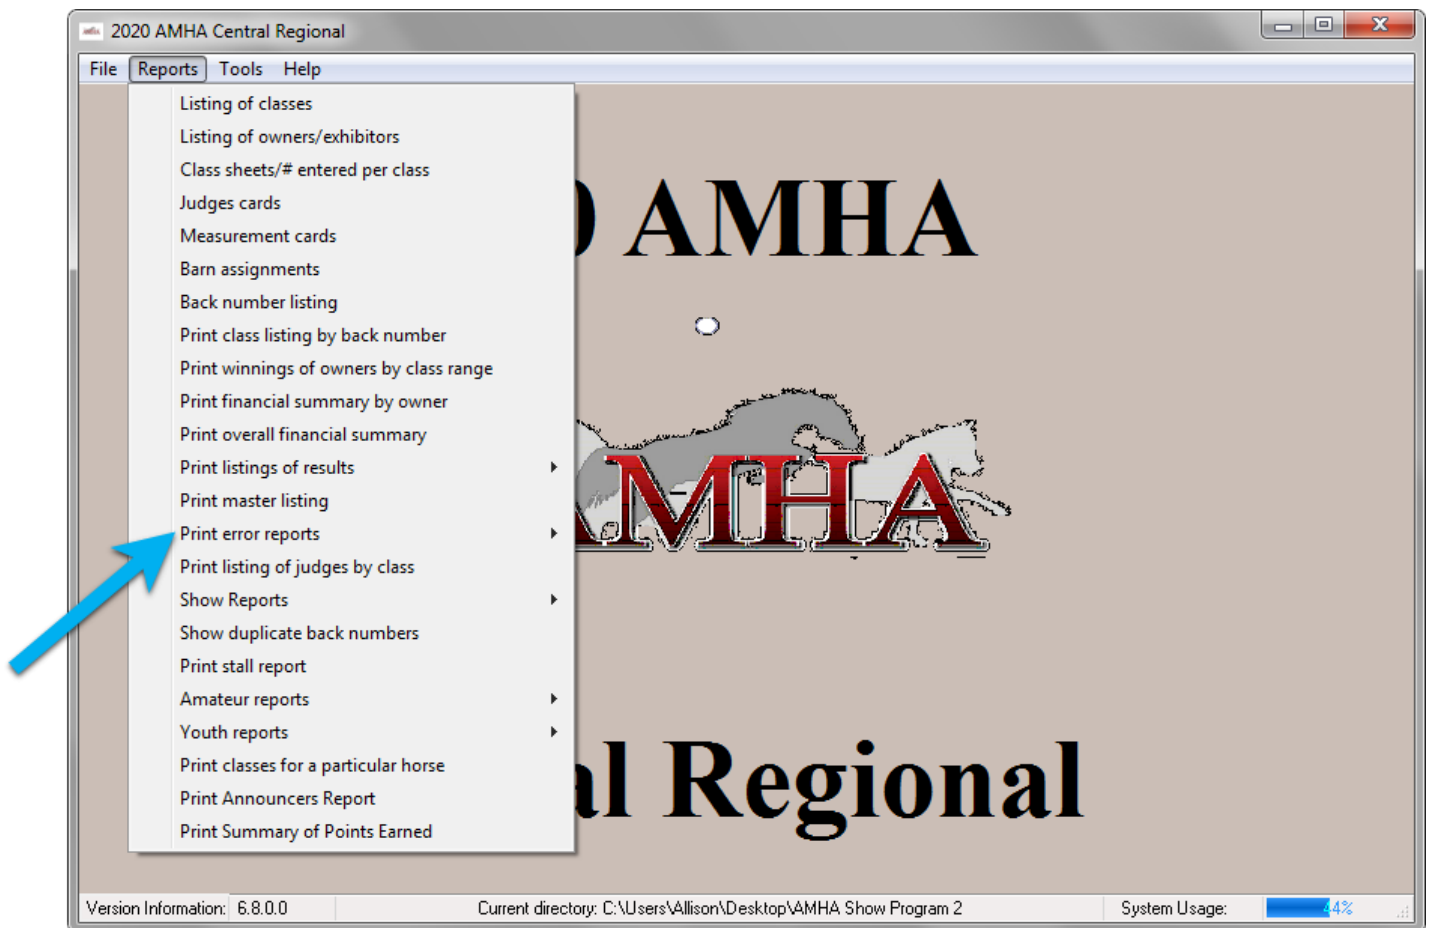 2020 AMHA Central Regional
File Reports Tools Help
Listing of classes
Listing of owners/exhibitors
Class sheets/# entered per class
Judges cards
Measurement cards
Barn assignments
Back number listing
Print class listing by back number
Print winnings of owners by class range
Print financial summary by owner
Print overall financial summary
Print listings of results
Print master listing
Print error reports
Print listing of judges by class
Show Reports
Show duplicate back numbers
Print stall report
Amateur reports
Youth reports
Print classes for a particular horse
Print Announcers Report
Print Summary of Points Earned
0 AMHA
AMHA
al Regional
Version Information: 6.8.0.0 Current directory: C:\Users\Allison\Desktop\AMHA Show Program 2 System Usage: 44%